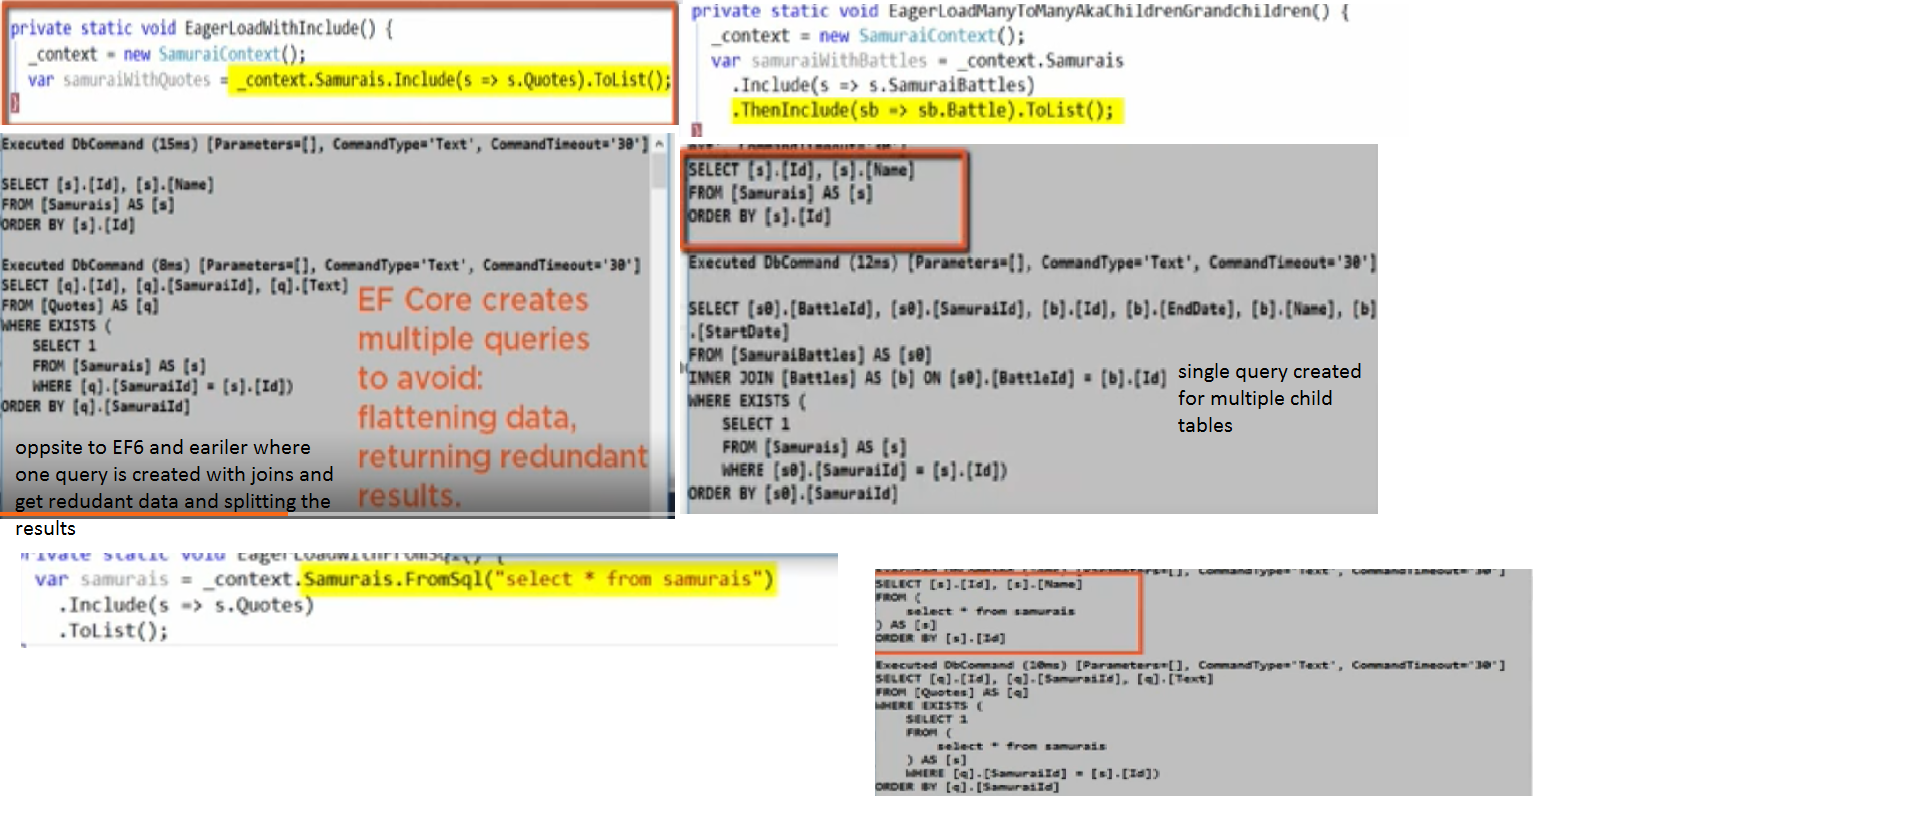 private static void EagerLoadWithInclude() {
_context = new SamuraiContext();
var samuraiWithQuotes = _context.Samurais.Include(s => s.Quotes).ToList();
}
Executed DbCommand (15ms) [Parameters=[], CommandType='Text', CommandTimeout='30']
SELECT [s].[Id], [s].[Name]
FROM [Samurais] AS [s]
ORDER BY [s].[Id]
Executed DbCommand (8ms) [Parameters=[], CommandType='Text', CommandTimeout='30']
SELECT [q].[Id], [q].[SamuraiId], [q].[Text]
FROM [Quotes] AS [q]
WHERE EXISTS (
SELECT 1
FROM [Samurais] AS [s]
WHERE [q].[SamuraiId] = [s].[Id])
ORDER BY [q].[SamuraiId]
EF Core creates
multiple queries
to avoid:
flattening data,
returning redundant
results.
oppsite to EF6 and eariler where
one query is created with joins and
get redudant data and splitting the
results
private static void EagerLoadManyToManyAkaChildrenGrandchildren() {
_context = new SamuraiContext();
var samuraiWithBattles = _context.Samurais
.Include(s => s.SamuraiBattles)
.ThenInclude(sb => sb.Battle).ToList();
}
SELECT [s].[Id], [s].[Name]
FROM [Samurais] AS [s]
ORDER BY [s].[Id]
Executed DbCommand (12ms) [Parameters=[], CommandType='Text', CommandTimeout='30']
SELECT [s0].[BattleId], [s0].[SamuraiId], [b].[Id], [b].[EndDate], [b].[Name], [b]
.[StartDate]
FROM [SamuraiBattles] AS [s0]
INNER JOIN [Battles] AS [b] ON [s0].[BattleId] = [b].[Id]
WHERE EXISTS (
SELECT 1
FROM [Samurais] AS [s]
WHERE [s0].[SamuraiId] = [s].[Id])
ORDER BY [s0].[SamuraiId]
single query created
for multiple child
tables
private static void EagerLoadWithFromSql() {
var samurais = _context.Samurais.FromSql("select * from samurais")
.Include(s => s.Quotes)
.ToList();
SELECT [s].[Id], [s].[Name]
FROM (
select * from samurais
) AS [s]
ORDER BY [s].[Id]
Executed DbCommand (10ms) [Parameters=[], CommandType='Text', CommandTimeout='30']
SELECT [q].[Id], [q].[SamuraiId], [q].[Text]
FROM [Quotes] AS [q]
WHERE EXISTS (
SELECT 1
FROM (
select * from samurais
) AS [s]
WHERE [q].[SamuraiId] = [s].[Id])
ORDER BY [q].[SamuraiId]